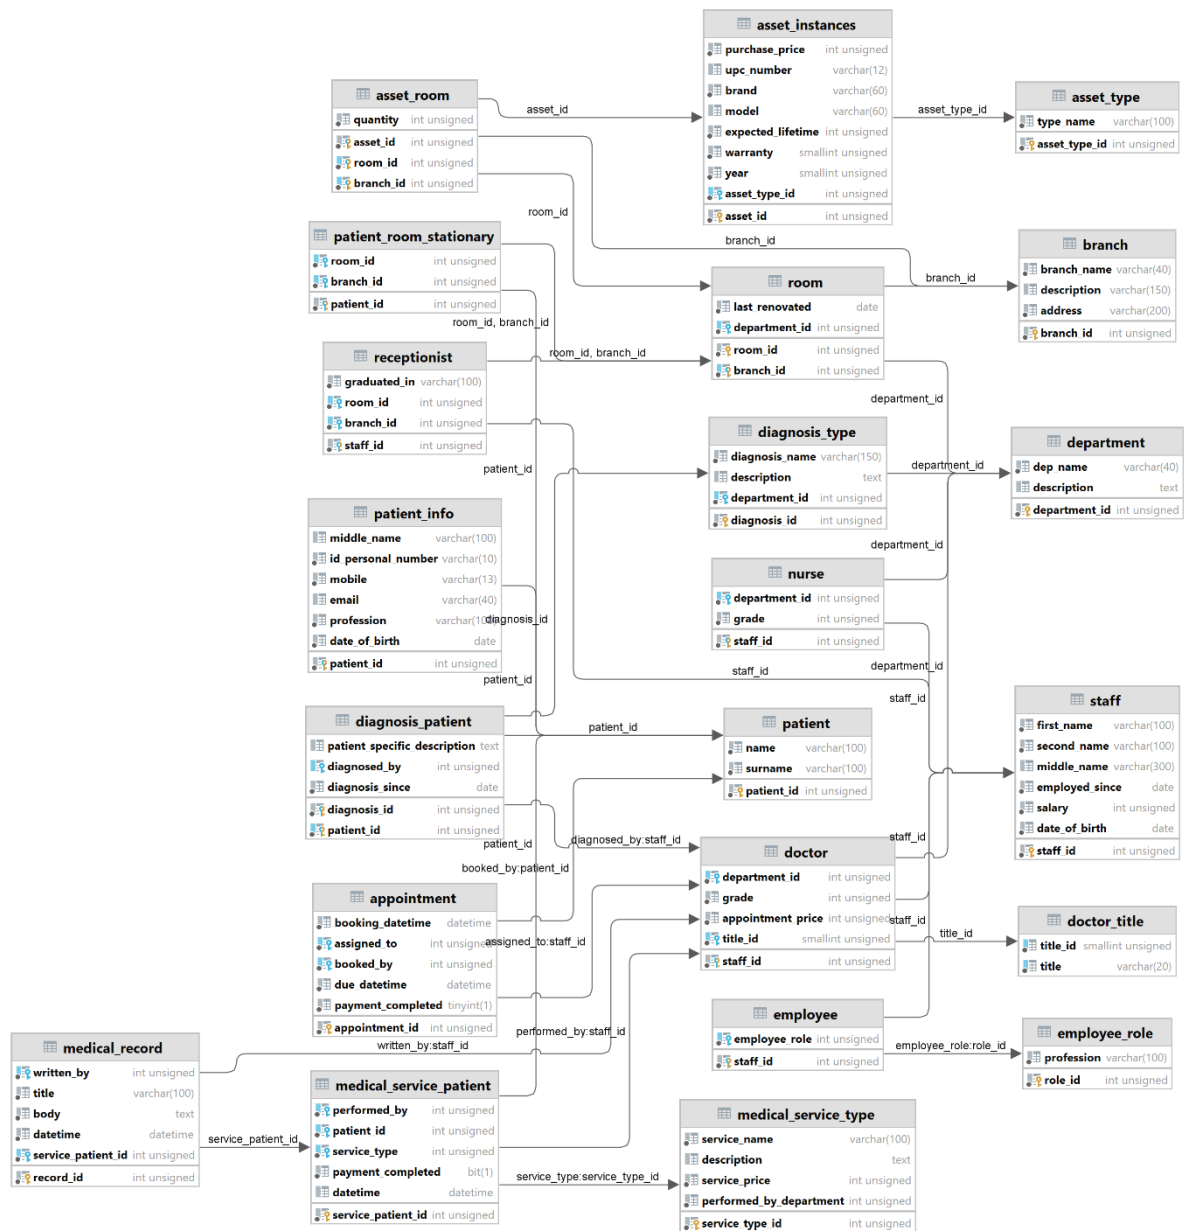 asset_instances
purchase_price int unsigned
upc_number varchar(12)
brand varchar(60)
model varchar(60)
expected_lifetime int unsigned
warranty smallint unsigned
year smallint unsigned
asset_type_id int unsigned
asset_id int unsigned
asset_room
quantity int unsigned
asset_id int unsigned
room_id int unsigned
branch_id int unsigned
asset_id
asset_type_id
asset_type
type_name varchar(100)
asset_type_id int unsigned
room_id
branch_id
branch_id
patient_room_stationary
room_id int unsigned
branch_id int unsigned
patient_id int unsigned
branch
branch_name varchar(40)
description varchar(150)
address varchar(200)
branch_id int unsigned
room
last_renovated date
department_id int unsigned
room_id int unsigned
branch_id int unsigned
room_id, branch_id
room_id, branch_id
receptionist
graduated_in varchar(100)
room_id int unsigned
branch_id int unsigned
staff_id int unsigned
department_id
diagnosis_type
diagnosis_name varchar(150)
description text
department_id int unsigned
diagnosis_id int unsigned
department_id
department
dep_name varchar(40)
description text
department_id int unsigned
patient_id
patient_info
middle_name varchar(100)
id_personal_number varchar(10)
mobile varchar(13)
email varchar(40)
profession varchar(100)
date_of_birth date
patient_id int unsigned
diagnosis_id
department_id
nurse
department_id int unsigned
grade int unsigned
staff_id int unsigned
department_id
staff_id
patient_id
staff_id
staff
first_name varchar(100)
second_name varchar(100)
middle_name varchar(300)
employed_since date
salary int unsigned
date_of_birth date
staff_id int unsigned
diagnosis_patient
patient_specific_description text
diagnosed_by int unsigned
diagnosis_since date
diagnosis_id int unsigned
patient_id int unsigned
patient_id
patient
name varchar(100)
surname varchar(100)
patient_id int unsigned
patient_id
diagnosed_by:staff_id
staff_id
booked_by:patient_id
doctor
department_id int unsigned
grade int unsigned
appointment_price int unsigned
title_id smallint unsigned
staff_id int unsigned
appointment
booking_datetime datetime
assigned_to int unsigned
booked_by int unsigned
due_datetime datetime
payment_completed tinyint(1)
appointment_id int unsigned
assigned_to:staff_id
staff_id
title_id
doctor_title
title_id smallint unsigned
title varchar(20)
employee
employee_role int unsigned
staff_id int unsigned
employee_role:role_id
employee_role
profession varchar(100)
role_id int unsigned
performed_by:staff_id
written_by:staff_id
medical_record
written_by int unsigned
title varchar(100)
body text
datetime datetime
service_patient_id int unsigned
record_id int unsigned
service_patient_id
medical_service_patient
performed_by int unsigned
patient_id int unsigned
service_type int unsigned
payment_completed bit(1)
datetime datetime
service_patient_id int unsigned
service_type:service_type_id
medical_service_type
service_name varchar(100)
description text
service_price int unsigned
performed_by_department int unsigned
service_type_id int unsigned